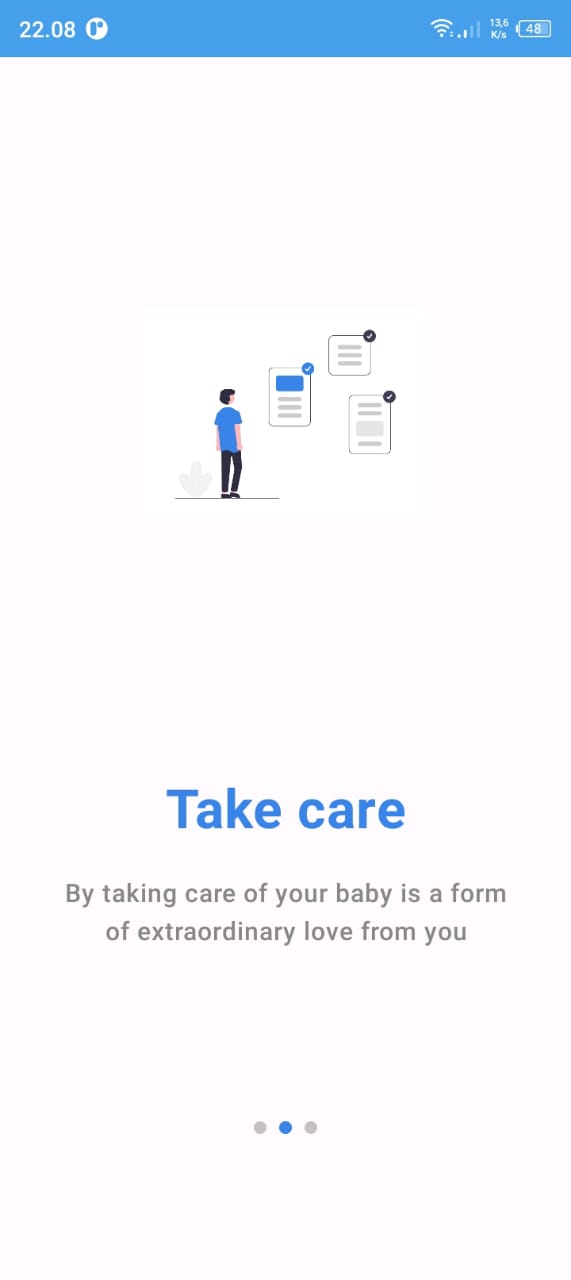 22.08
13,6
K/s
48
Take care
By taking care of your baby is a form
of extraordinary love from you